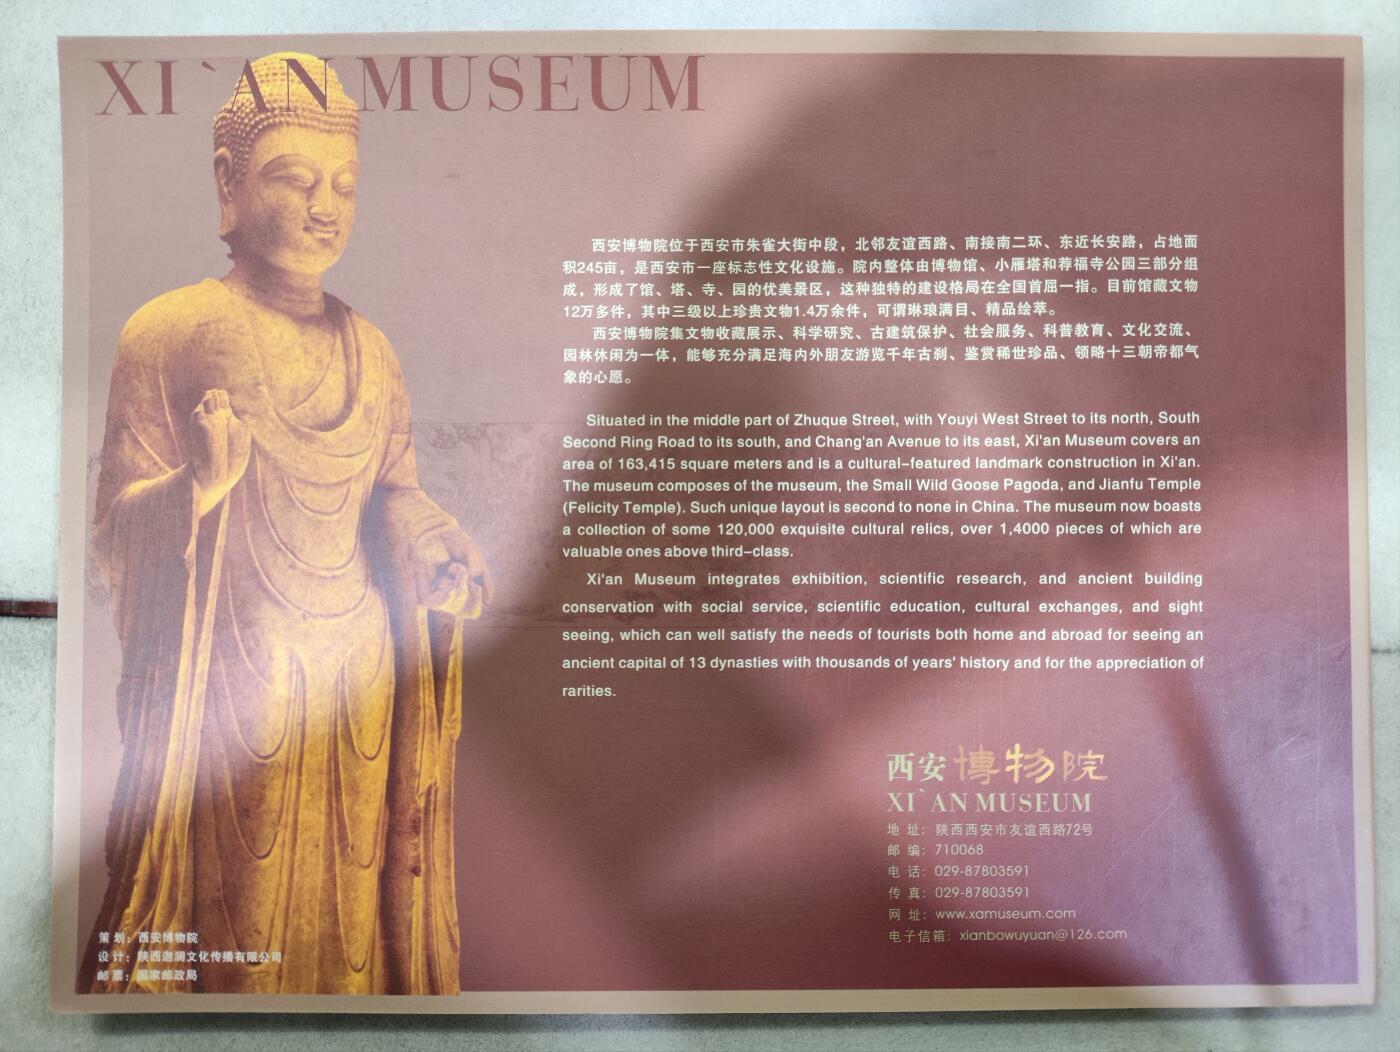 XI`AN MUSEUM
西安博物院位于西安市朱雀大街中段，北邻友谊西路、南接南二环、东近长安路，占地面
积245亩，是西安市一座标志性文化设施。院内整体由博物馆、小雁塔和荐福寺公园三部分组
成，形成了馆、塔、寺、园的优美景区，这种独特的建设格局在全国首屈一指。目前馆藏文物
12万多件，其中三级以上珍贵文物1.4万余件，可谓琳琅满目、精品绘萃。
西安博物院集文物收藏展示、科学研究、古建筑保护、社会服务、科普教育、文化交流、
园林休闲为一体，能够充分满足海内外朋友游览千年古刹、鉴赏稀世珍品、领略十三朝帝都气
象的心愿。
Situated in the middle part of Zhuque Street, with Youyi West Street to its north, South
Second Ring Road to its south, and Chang'an Avenue to its east, Xi'an Museum covers an
area of 163,415 square meters and is a cultural–featured landmark construction in Xi'an.
The museum composes of the museum, the Small Wild Goose Pagoda, and Jianfu Temple
(Felicity Temple). Such unique layout is second to none in China. The museum now boasts
a collection of some 120,000 exquisite cultural relics, over 1,4000 pieces of which are
valuable ones above third–class.
Xi'an Museum integrates exhibition, scientific research, and ancient building
conservation with social service, scientific education, cultural exchanges, and sight
seeing, which can well satisfy the needs of tourists both home and abroad for seeing an
ancient capital of 13 dynasties with thousands of years' history and for the appreciation of
rarities.
西安博物院
XI`AN MUSEUM
地 址: 陕西西安市友谊西路72号
邮 编: 710068
电 话: 029-87803591
传 真: 029-87803591
网 址: www.xamuseum.com
电子信箱: xianbowuyuan@126.com
策 划: 西安博物院
设 计: 陕西迦澜文化传播有限公司
邮 票: 国家邮政局